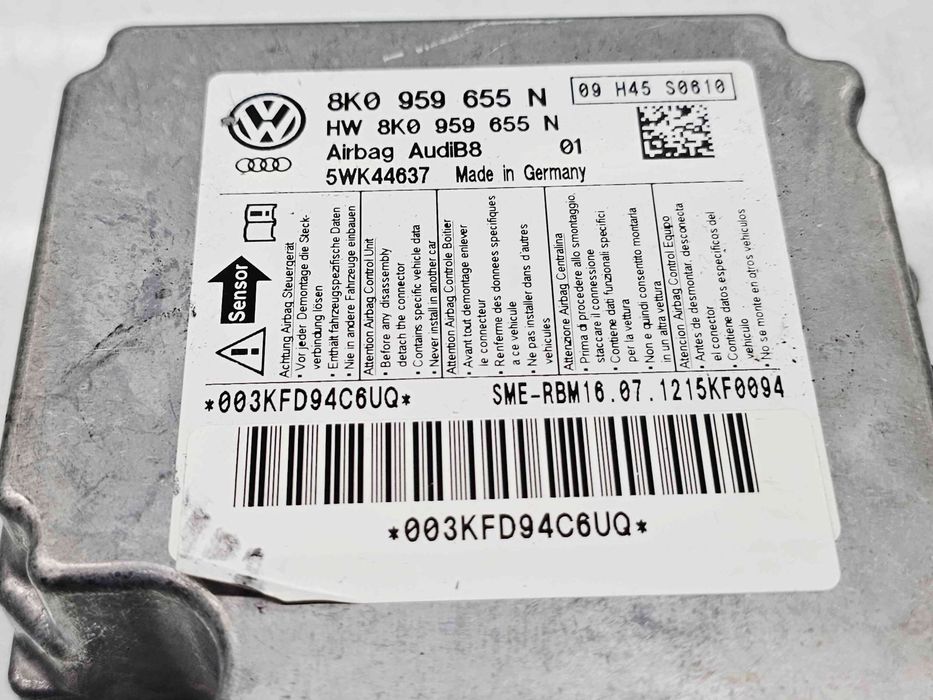 8K0 959 655 N
09 H45 S0610
HW 8K0 959 655 N
Airbag AudiB8 01
5WK44637 Made in Germany
Sensor
Achtung Airbag Steuergerät
• Vor jeder Demontage die Steck-
verbindung lösen
• Enthält fahrzeugspezifische Daten
• Nie in andere Fahrzeuge einbauen
Attention Airbag Control Unit
• Before any disassembly
detach the connector
• Contains specific vehicle data
• Never install in another car
Attention Airbag Controle Boitier
• Avant tout demontage enlever
le connecteur
• Renferme des donnees specifiques
a ce vehicule
• Ne pas installer dans d'autres
vehicules
Attenzione Airbag Centralina
• Prima di procedere allo smontaggio
staccare il connessione
• Contiene dati funzionali specifici
per la vettura
• Non e quindi consentito montarla
in un altra vettura
Atencion Airbag Control Equipo
• Antes de desmontar: desconecta
el conector
• Contiene datos especificos del
vehiculo
• No se monte en otros vehiculos
*003KFD94C6UQ*
SME-RBM16.07.1215KF0094
*003KFD94C6UQ*